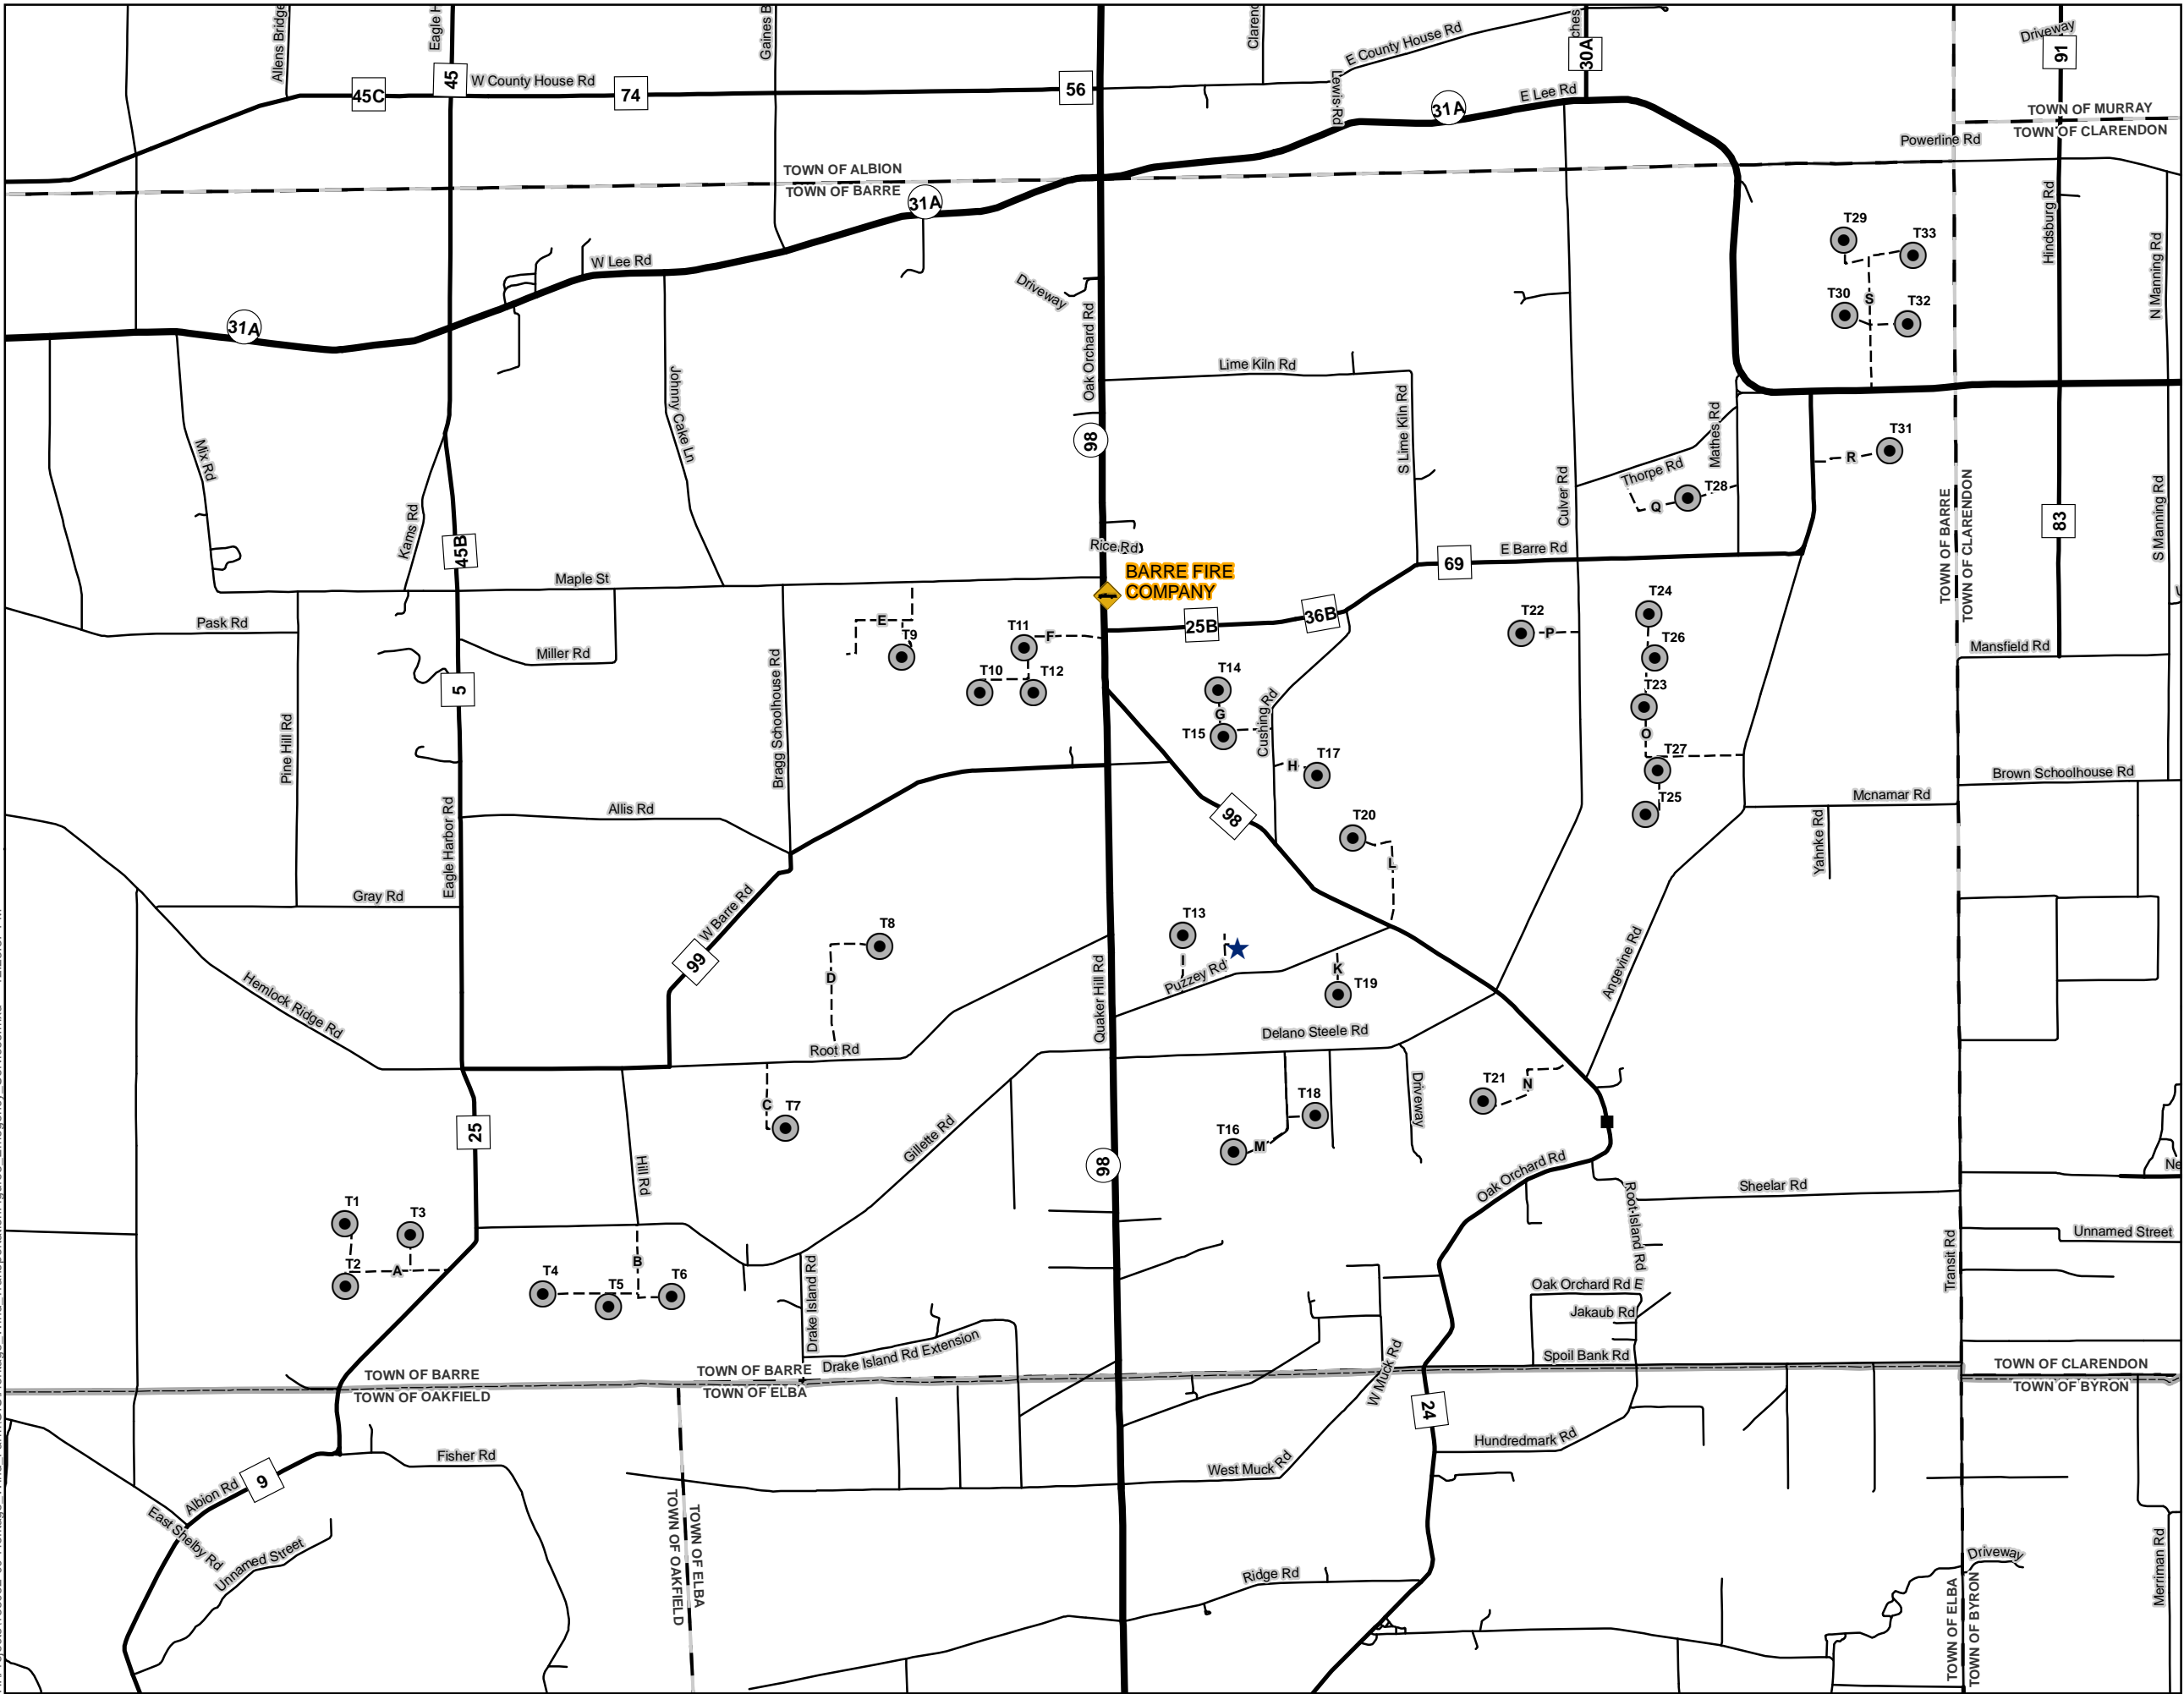 Allens Bridge
Eagle H
Gaines B
Clarenc
E County House Rd
ches
30A
Driveway
91
45
W County House Rd
45C
74
56
Lewis Rd
31A
E Lee Rd
TOWN OF MURRAY
TOWN OF CLARENDON
Powerline Rd
TOWN OF ALBION
TOWN OF BARRE
31A
Hindsburg Rd
N Manning Rd
T29
T33
W Lee Rd
Driveway
T30
S
T32
31A
Oak Orchard Rd
Lime Kiln Rd
Johnny Cake Ln
S Lime Kiln Rd
Mathes Rd
T31
R
98
Mix Rd
Thorpe Rd
T28
Q
Culver Rd
TOWN OF BARRE
TOWN OF CLARENDON
S Manning Rd
83
Kams Rd
45B
Rice Rd
E Barre Rd
69
Maple St
BARRE FIRE
COMPANY
Pask Rd
E
T9
T11
F
25B
36B
T22
P
T24
T26
Mansfield Rd
Miller Rd
T10
T12
T14
G
T15
Cushing Rd
T23
5
Bragg Schoolhouse Rd
Pine Hill Rd
O
T27
H
T17
Brown Schoolhouse Rd
T25
Mcnamar Rd
Eagle Harbor Rd
Allis Rd
98
T20
L
Yahnke Rd
Gray Rd
W Barre Rd
99
T8
D
T13
I
Puzzey Rd
K
T19
Angevine Rd
Hemlock Ridge Rd
Quaker Hill Rd
Delano Steele Rd
Root Rd
C
T7
25
Gillette Rd
T18
T16
M
Driveway
T21
N
98
Hill Rd
Oak Orchard Rd
Root Island Rd
Sheelar Rd
Ne
T1
T3
T2
A
B
T4
T5
T6
Drake Island Rd
Transit Rd
Unnamed Street
Oak Orchard Rd E
Jakaub Rd
Drake Island Rd Extension
W Muck Rd
Spoil Bank Rd
TOWN OF BARRE
TOWN OF OAKFIELD
TOWN OF BARRE
TOWN OF ELBA
TOWN OF CLARENDON
TOWN OF BYRON
24
Hundredmark Rd
Fisher Rd
West Muck Rd
9
Albion Rd
East Shelby Rd
Unnamed Street
TOWN OF OAKFIELD
TOWN OF ELBA
Ridge Rd
Driveway
TOWN OF ELBA
TOWN OF BYRON
Merriman Rd